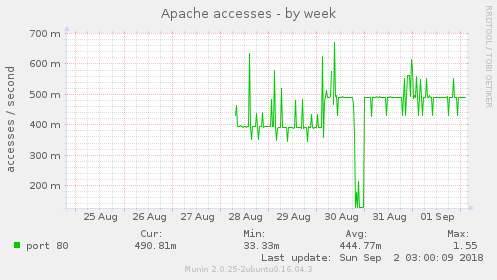 Apache accesses - by week
RRDTOOL / TOBI OETIKER
accesses / second
700 m
600 m
500 m
400 m
300 m
200 m
25 Aug 26 Aug 27 Aug 28 Aug 29 Aug 30 Aug 31 Aug 01 Sep
Cur: Min: Avg: Max:
port 80 490.81m 33.33m 444.77m 1.55
Last update: Sun Sep 2 03:00:09 2018
Munin 2.0.25-2ubuntu0.16.04.3